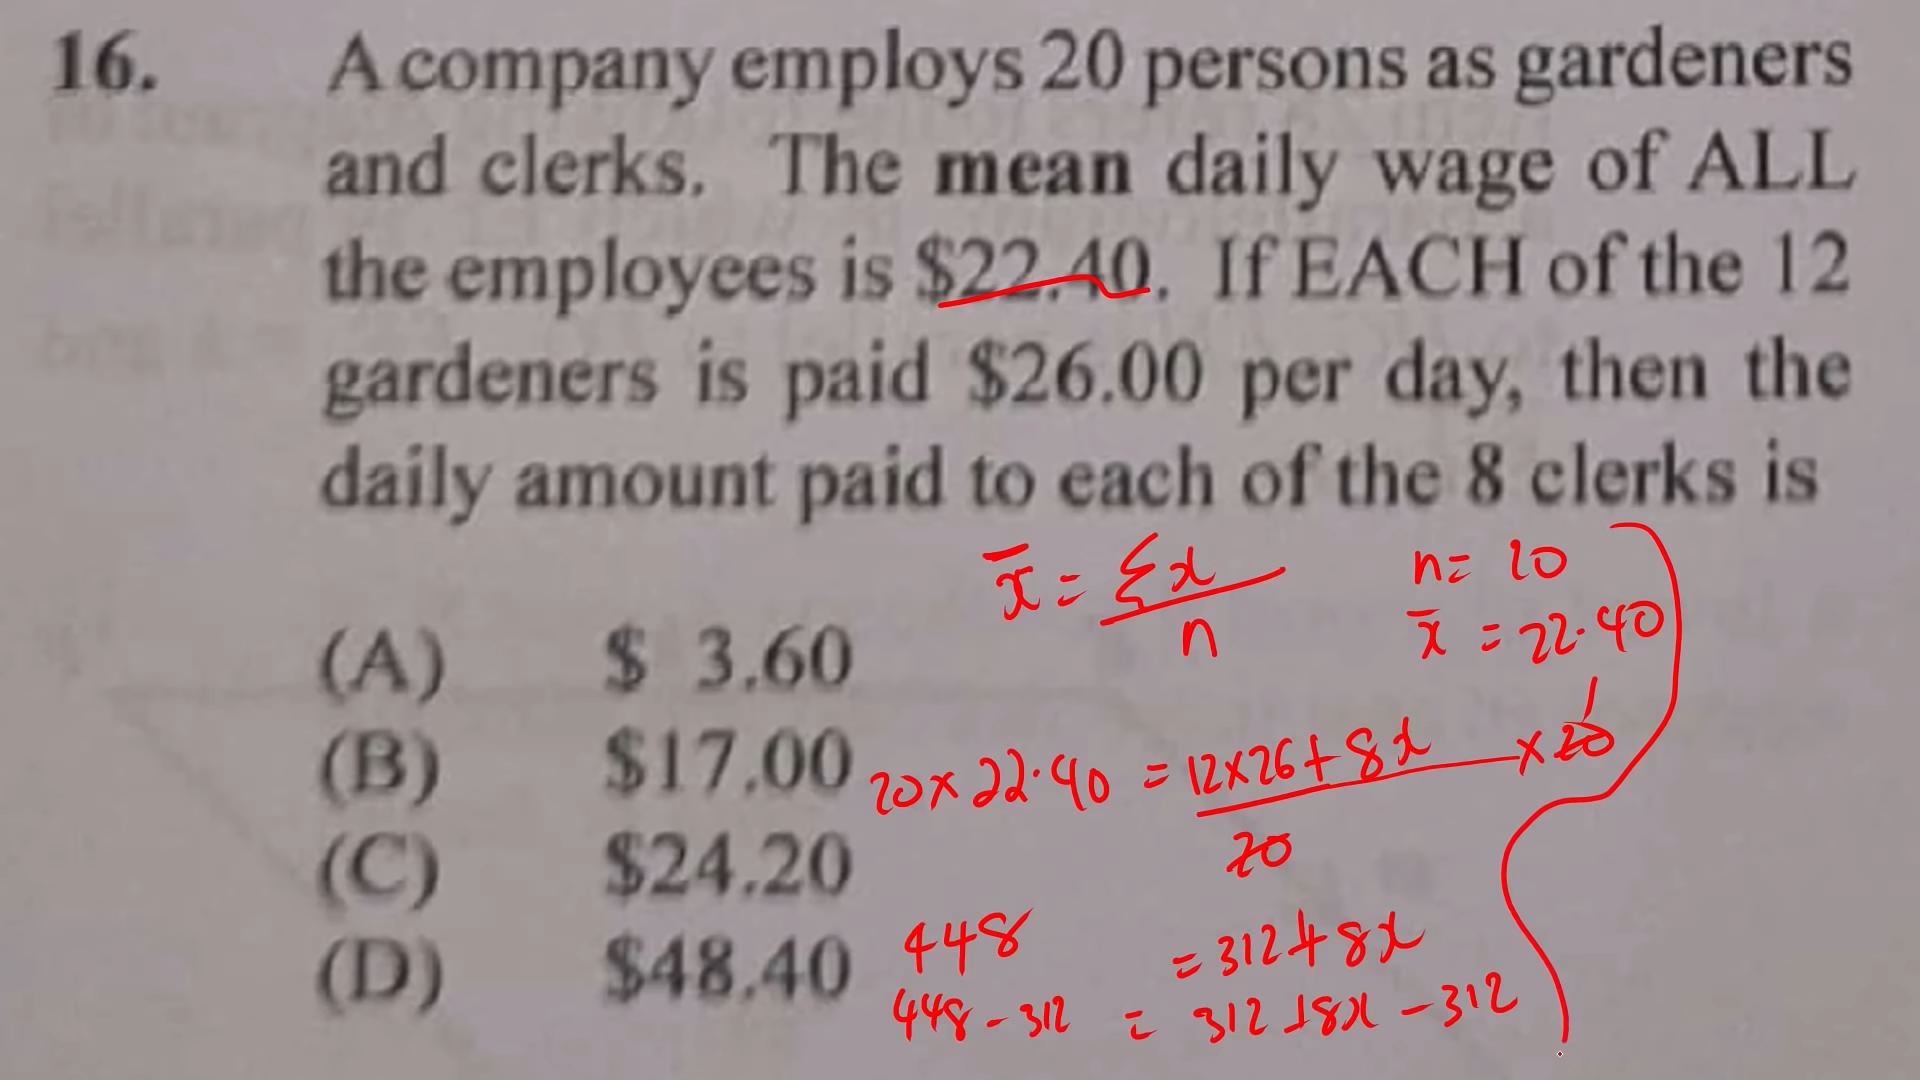 16. A company employs 20 persons as gardeners
and clerks. The mean daily wage of ALL
the employees is $22.40. If EACH of the 12
gardeners is paid $26.00 per day, then the
daily amount paid to each of the 8 clerks is
(A) $ 3.60
(B) $17.00
(C) $24.20
(D) $48.40
x̄ = Σx / n
n = 20
x̄ = 22.40
20 x 22.40 = 12x26 + 8x / 20 x 20
1
448 = 312 + 8x
448 - 312 = 312 + 8x - 312